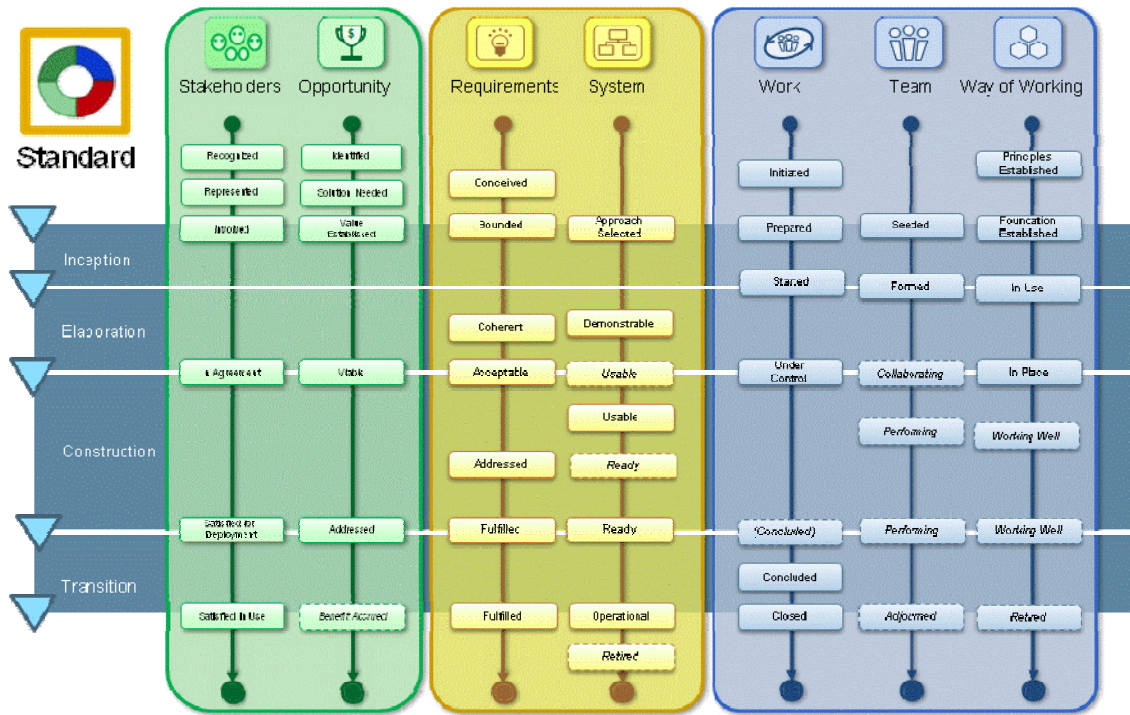 Standard
Stakehoders
Opportunity
Requirements
System
Work
Team
Way of Working
Recognized
Identified
Principles
Established
Conceived
Initiated
Represented
Solution Needed
Involved
Value
Established
Bounded
Approach
Selected
Prepared
Seeded
Foundation
Established
Inception
Started
Formed
In Use
Elaboration
Coherent
Demonstrable
In Agreement
Viable
Acceptable
Usable
Under
Control
Collaborating
In Place
Usable
Performing
Working Well
Construction
Addressed
Ready
Satisfied for
Deployment
Addressed
Fulfilled
Ready
(Concluded)
Performing
Working Well
Transition
Concluded
Satisfied In Use
Benefit Accrued
Fulfilled
Operational
Closed
Adjourned
Retired
Retired